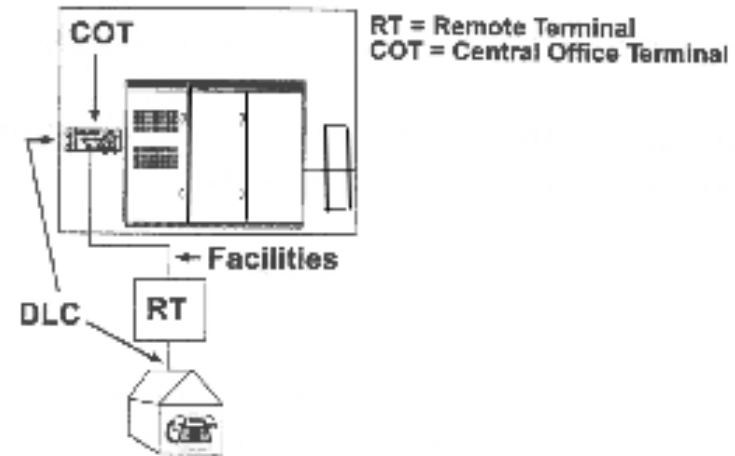 COT
RT = Remote Terminal
COT = Central Office Terminal
Facilities
RT
DLC